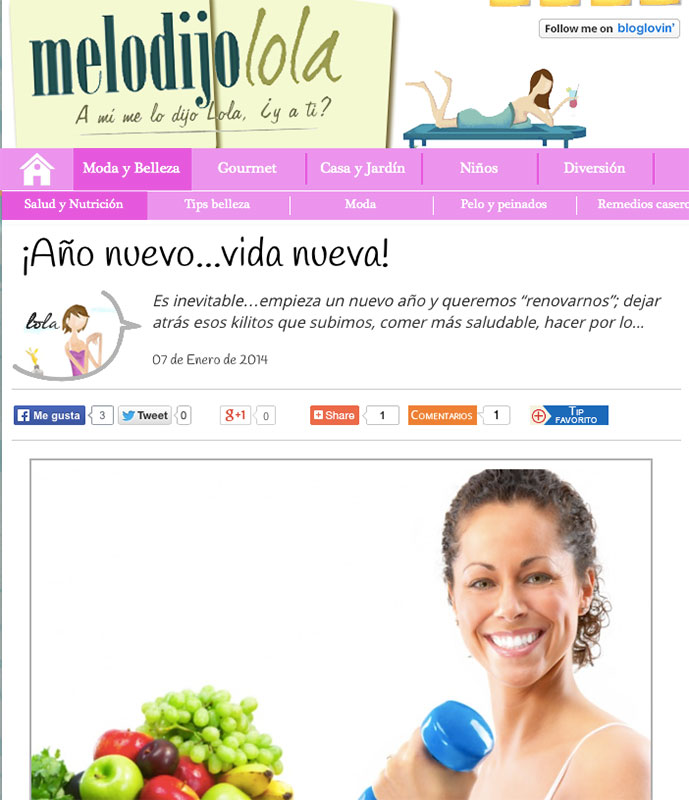 melodijolola
A mí me lo dijo Lola, ¿y a ti?
Follow me on bloglovin'
Moda y Belleza
Gourmet
Casa y Jardín
Niños
Diversión
Salud y Nutrición
Tips belleza
Moda
Pelo y peinados
Remedios casero
¡Año nuevo...vida nueva!
lola
Es inevitable…empieza un nuevo año y queremos “renovarnos”; dejar
atrás esos kilitos que subimos, comer más saludable, hacer por lo...
07 de Enero de 2014
Me gusta 3
Tweet 0
g+1 0
Share 1
Comentarios 1
Tip
favorito